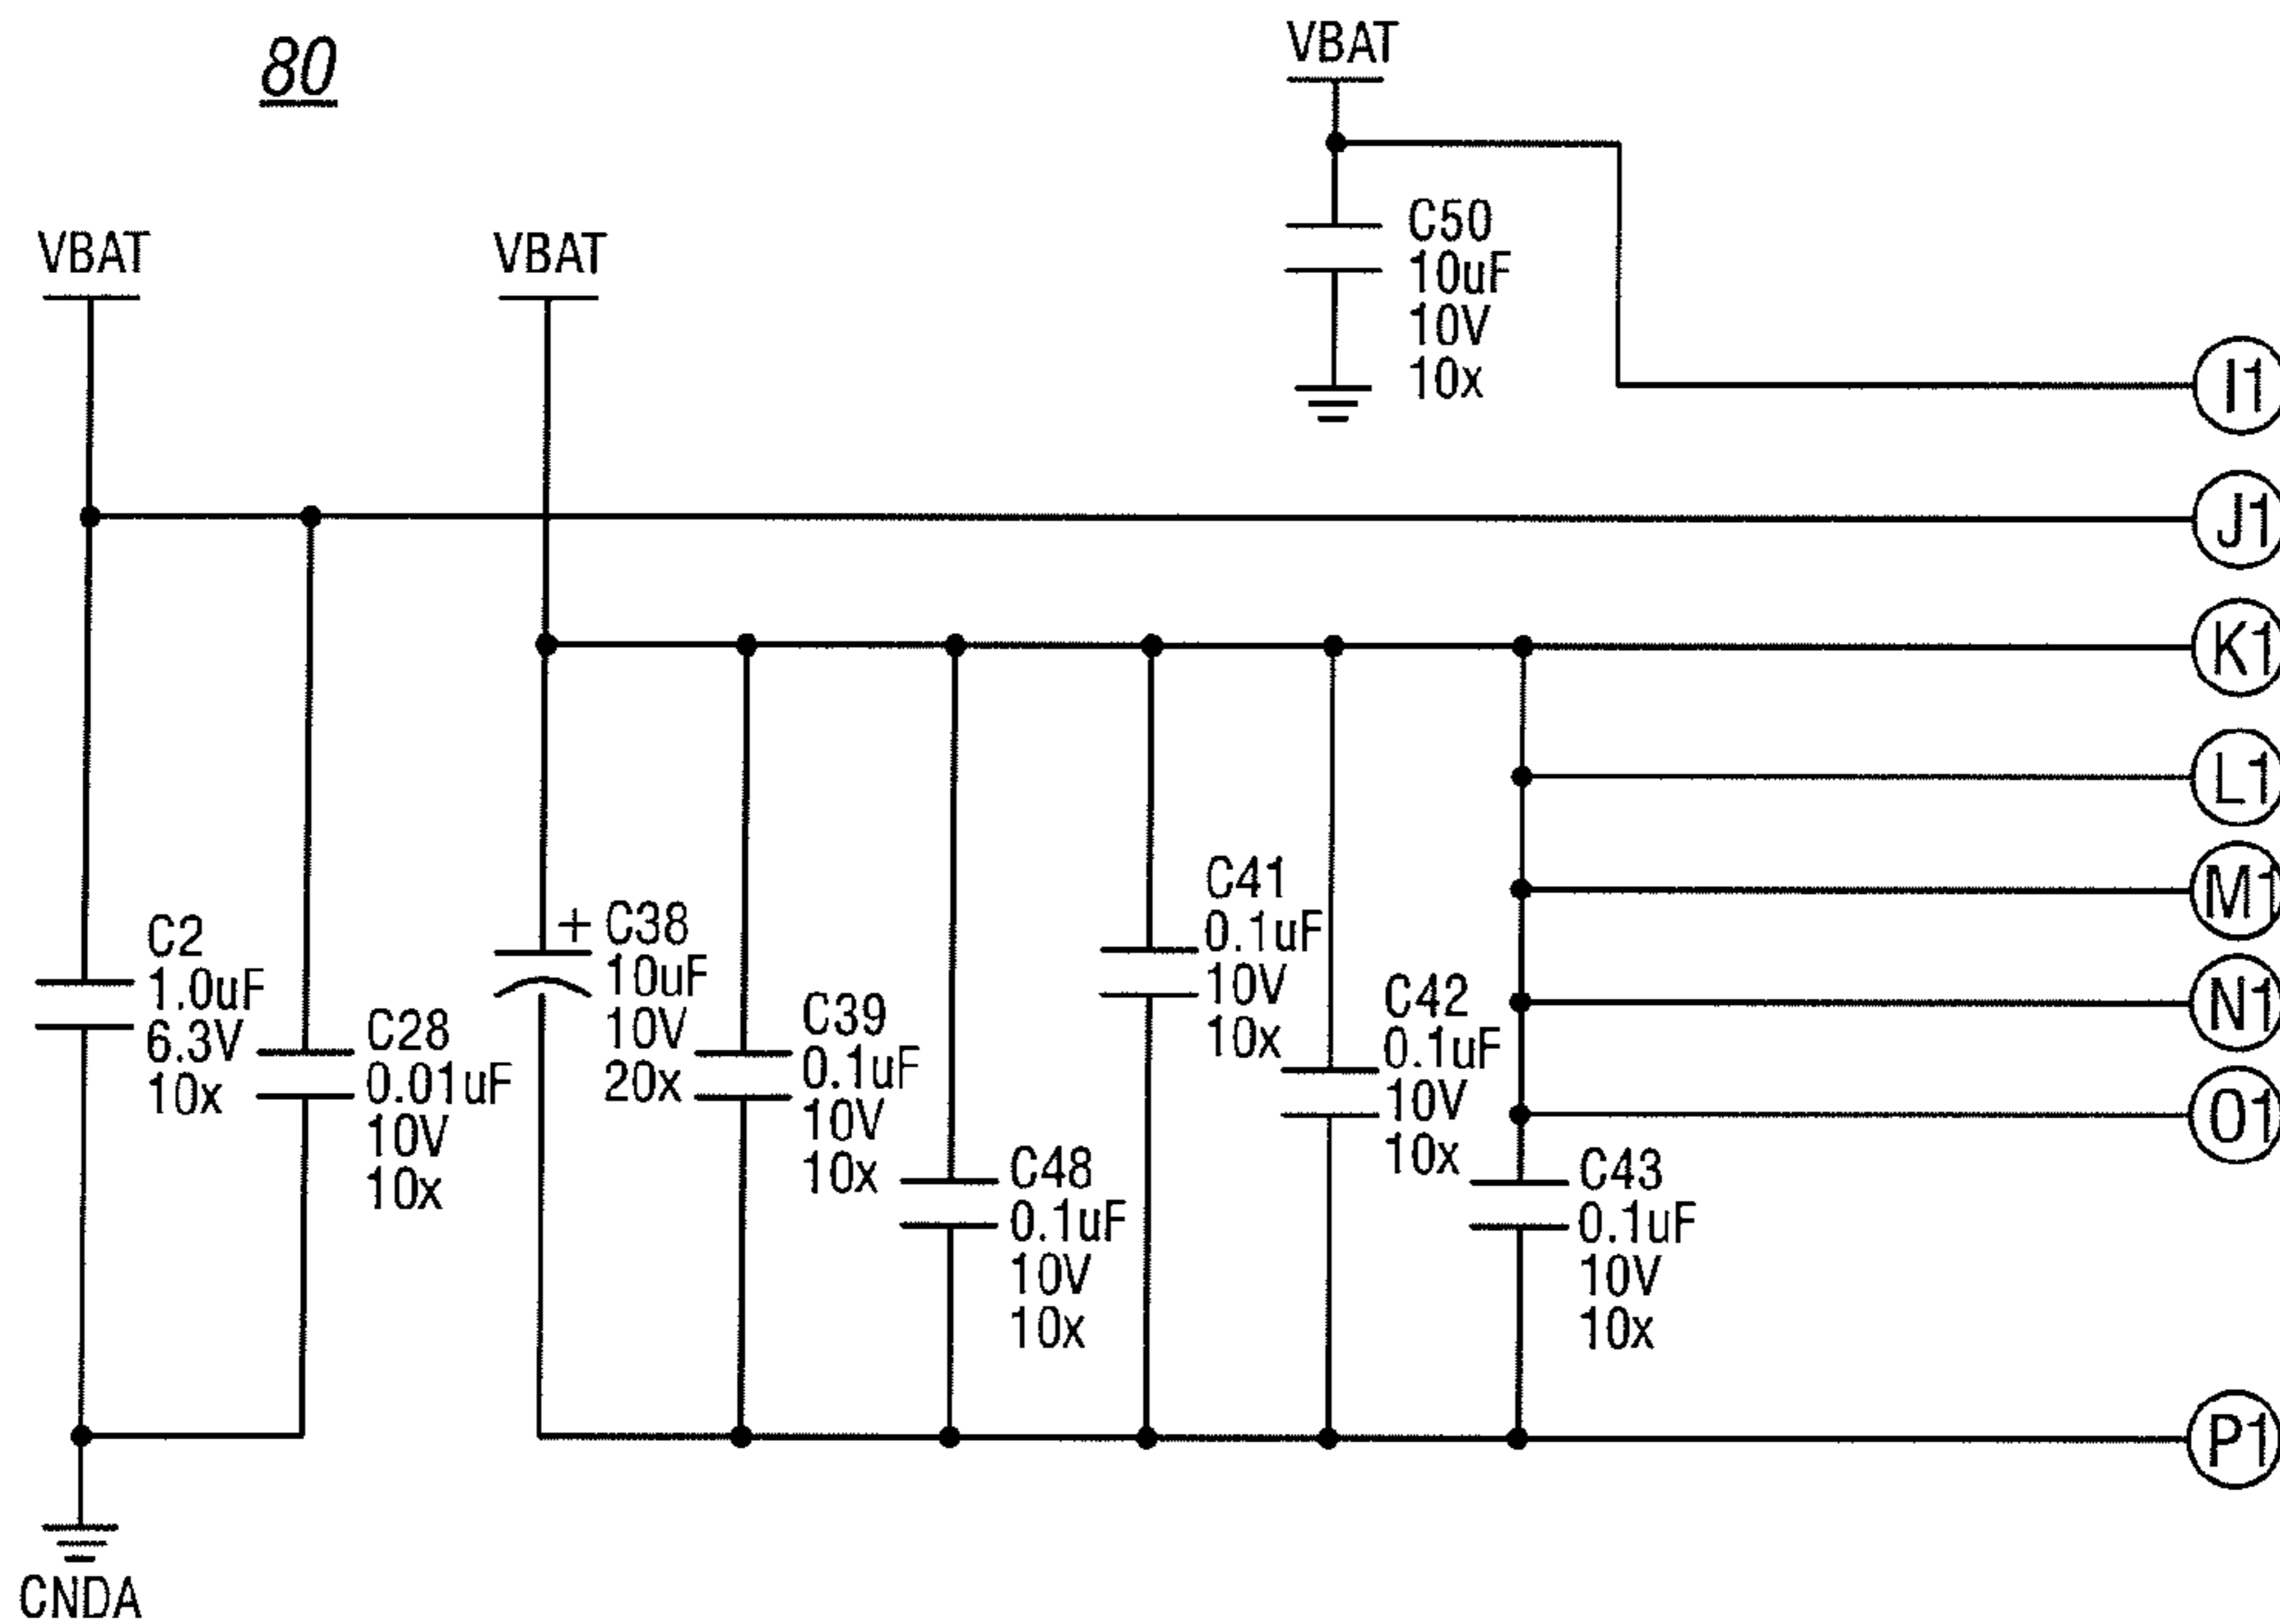 80
VBAT
VBAT
VBAT
C50
10uF
10V
10x
I1
J1
K1
L1
M1
N1
O1
P1
C2
1.0uF
6.3V
10x
C28
0.01uF
10V
10x
+
C38
10uF
10V
20x
C39
0.1uF
10V
10x
C48
0.1uF
10V
10x
C41
0.1uF
10V
10x
C42
0.1uF
10V
10x
C43
0.1uF
10V
10x
CNDA